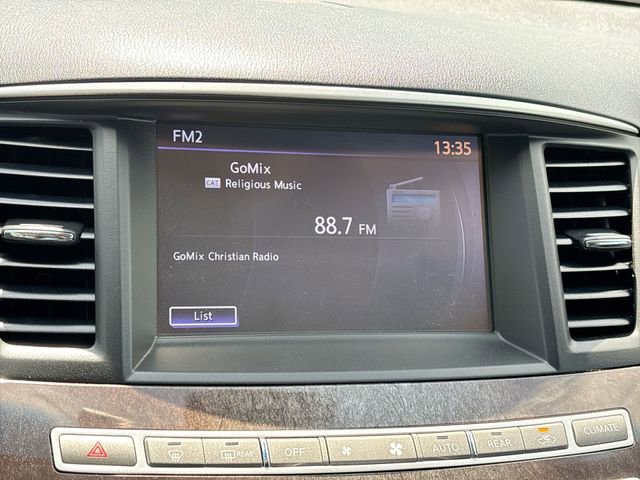 FM2
13:35
GoMix
CAT Religious Music
88.7 FM
GoMix Christian Radio
List
REAR
OFF
AUTO
REAR
CLIMATE